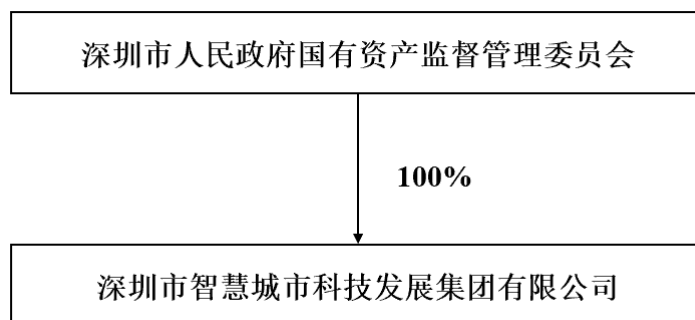 深圳市人民政府国有资产监督管理委员会
100%
深圳市智慧城市科技发展集团有限公司